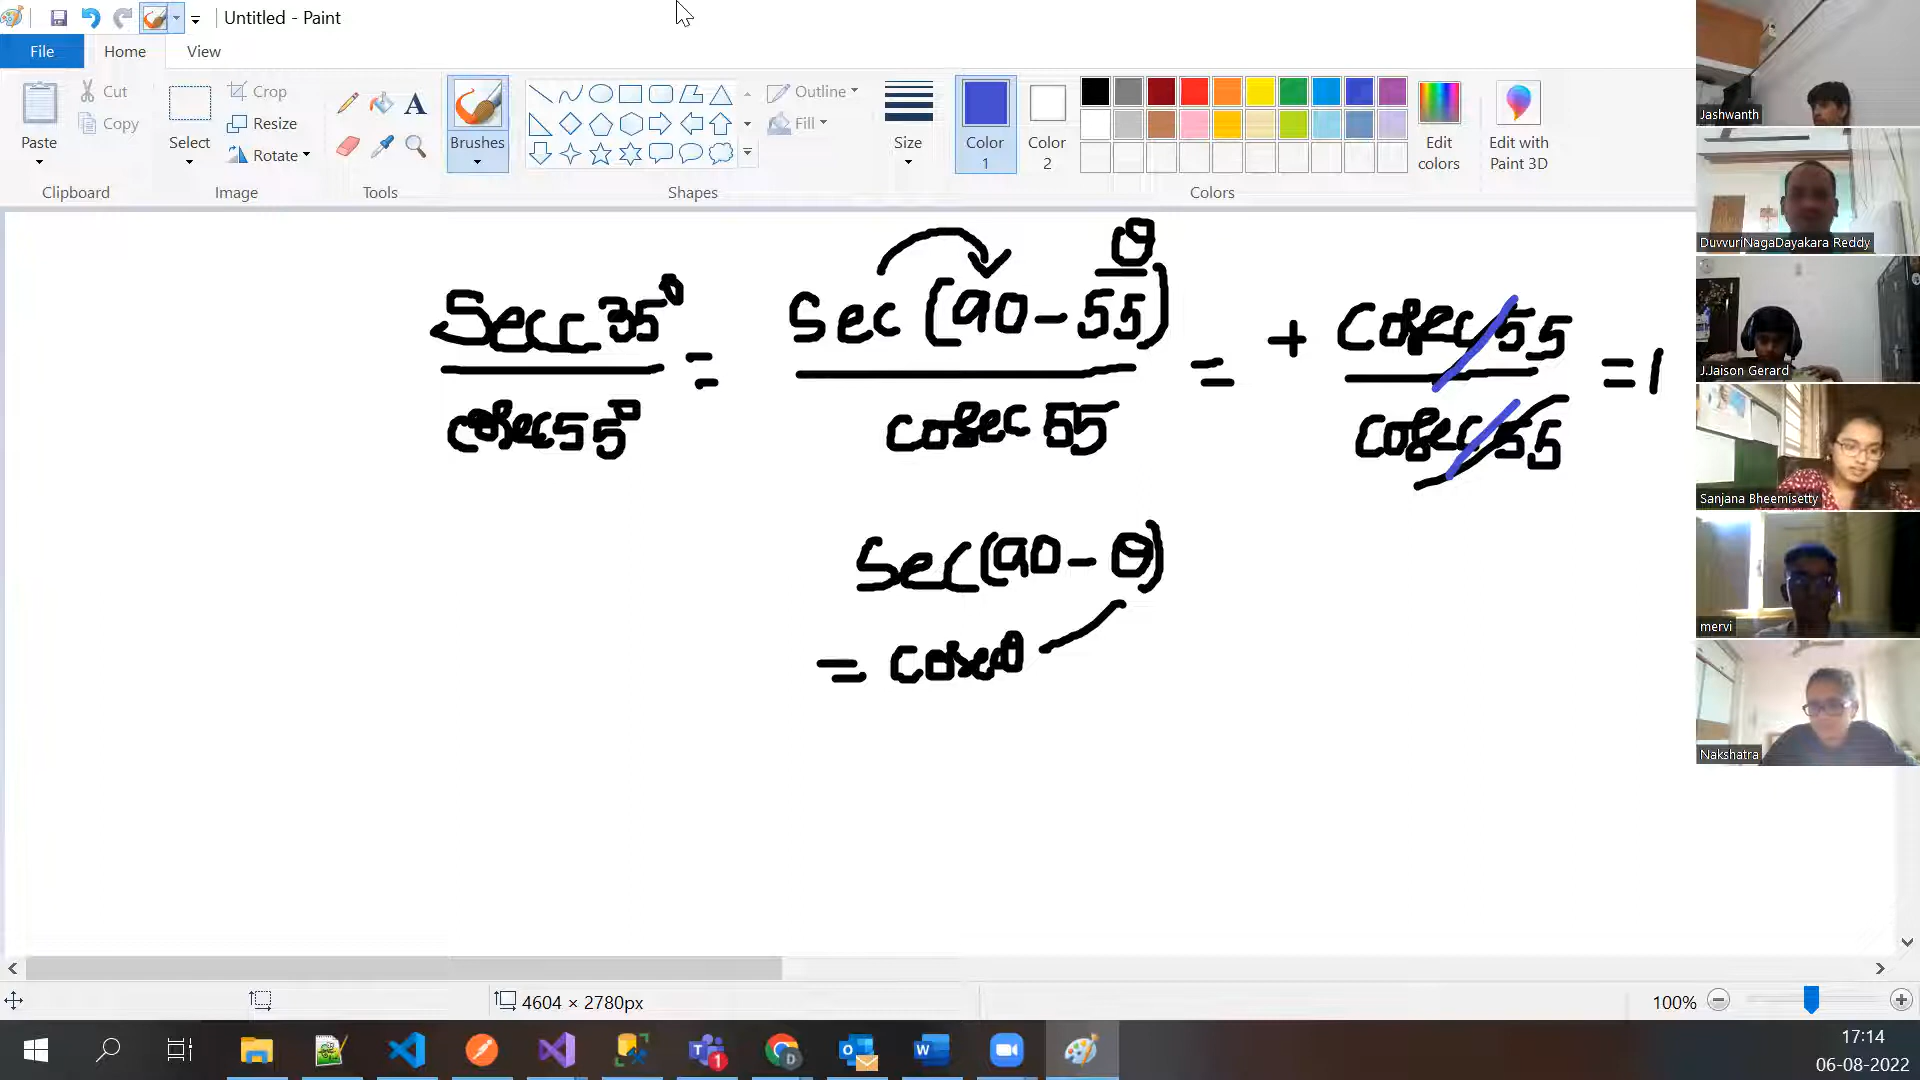 Untitled - Paint
File Home View
Paste
Cut
Copy
Clipboard
Select
Crop
Resize
Rotate
Image
A
Tools
Brushes
Shapes
Outline
Fill
Size
Color 1
Color 2
Edit colors
Edit with Paint 3D
Colors
Jashwanth
DuvvuriNagaDayakara Reddy
J.Jaison Gerard
Sanjana Bheemisetty
mervi
Nakshatra
θ
Secc 35° = sec (90 - 55) = + cosec 55 = 1
cosec 55° cosec 55 cosec 55
sec (90 - θ)
= cosecθ
4604 × 2780px
100%
1
D
17:14
06-08-2022